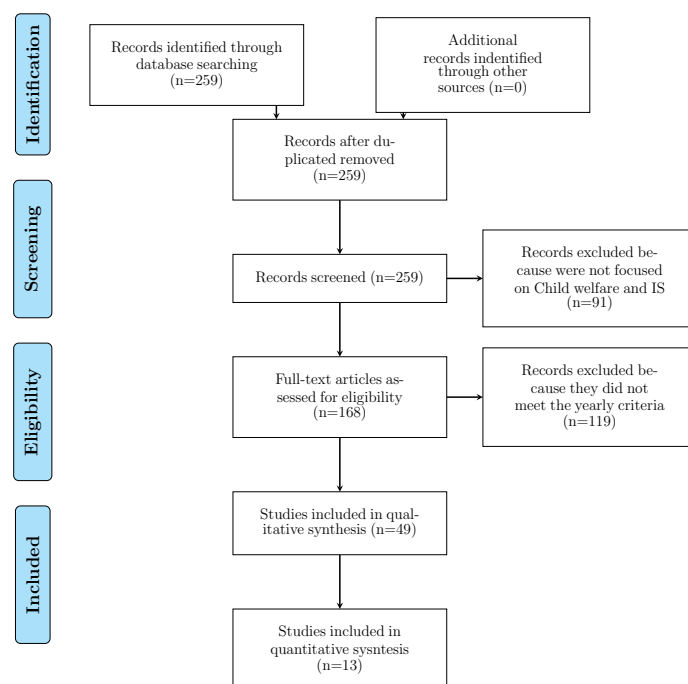 Identification
Records identified through
database searching
(n=259)
Additional
records indentified
through other
sources (n=0)
Records after du-
plicated removed
(n=259)
Screening
Records screened (n=259)
Records excluded be-
cause were not focused
on Child welfare and IS
(n=91)
Eligibility
Full-text articles as-
sessed for eligibility
(n=168)
Records excluded be-
cause they did not
meet the yearly criteria
(n=119)
Included
Studies included in qual-
itative synthesis (n=49)
Studies included in
quantitative sysntesis
(n=13)